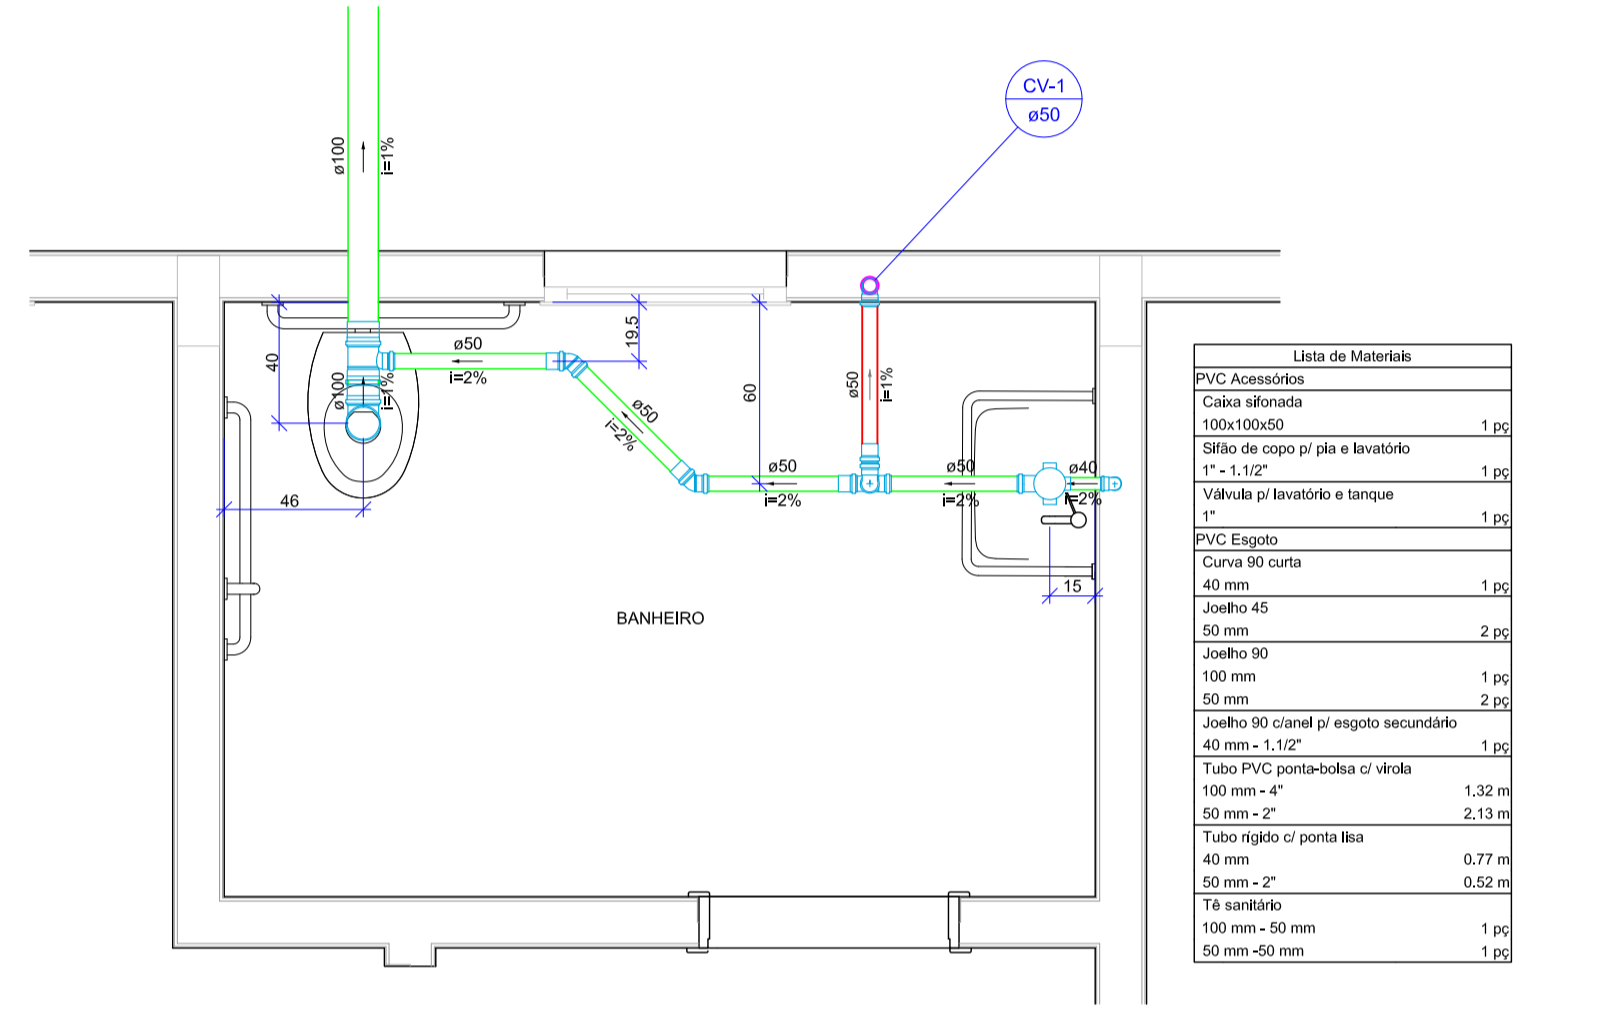 CV-1
ø50
ø100
i=1%
40
ø100
i=1%
46
ø50
i=2%
19.5
ø50
i=2%
60
ø50
i=1%
ø50
i=2%
ø50
i=2%
ø40
i=2%
15
BANHEIRO
Lista de Materiais
PVC Acessórios
Caixa sifonada
100x100x50 1 pç
Sifão de copo p/ pia e lavatório
1" - 1.1/2" 1 pç
Válvula p/ lavatório e tanque
1" 1 pç
PVC Esgoto
Curva 90 curta
40 mm 1 pç
Joelho 45
50 mm 2 pç
Joelho 90
100 mm 1 pç
50 mm 2 pç
Joelho 90 c/anel p/ esgoto secundário
40 mm - 1.1/2" 1 pç
Tubo PVC ponta-bolsa c/ virola
100 mm - 4" 1.32 m
50 mm - 2" 2.13 m
Tubo rígido c/ ponta lisa
40 mm 0.77 m
50 mm - 2" 0.52 m
Tê sanitário
100 mm - 50 mm 1 pç
50 mm -50 mm 1 pç